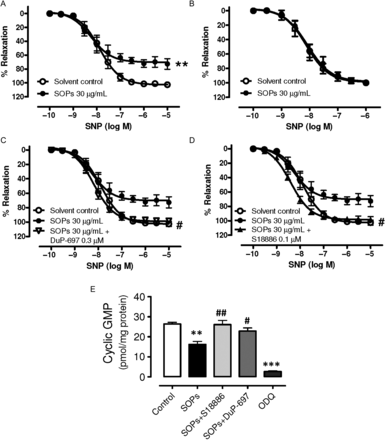 A
0
20
40
60
80
100
% Relaxation
**
Solvent control
SOPs 30 µg/mL
−10 −9 −8 −7 −6 −5
SNP (log M)
B
0
20
40
60
80
100
% Relaxation
Solvent control
SOPs 30 µg/mL
−10 −9 −8 −7 −6 −5
SNP (log M)
C
0
20
40
60
80
100
% Relaxation
Solvent control
SOPs 30 µg/mL
SOPs 30 µg/mL +
DuP-697 0.3 µM
#
−10 −9 −8 −7 −6 −5
SNP (log M)
D
0
20
40
60
80
100
% Relaxation
Solvent control
SOPs 30 µg/mL
SOPs 30 µg/mL +
S18886 0.1 µM
#
−10 −9 −8 −7 −6 −5
SNP (log M)
E
Cyclic GMP
(pmol/mg protein)
40
30
20
10
0
**
##
#
***
Control
SOPs
SOPs+S18886
SOPs+DuP-697
ODQ